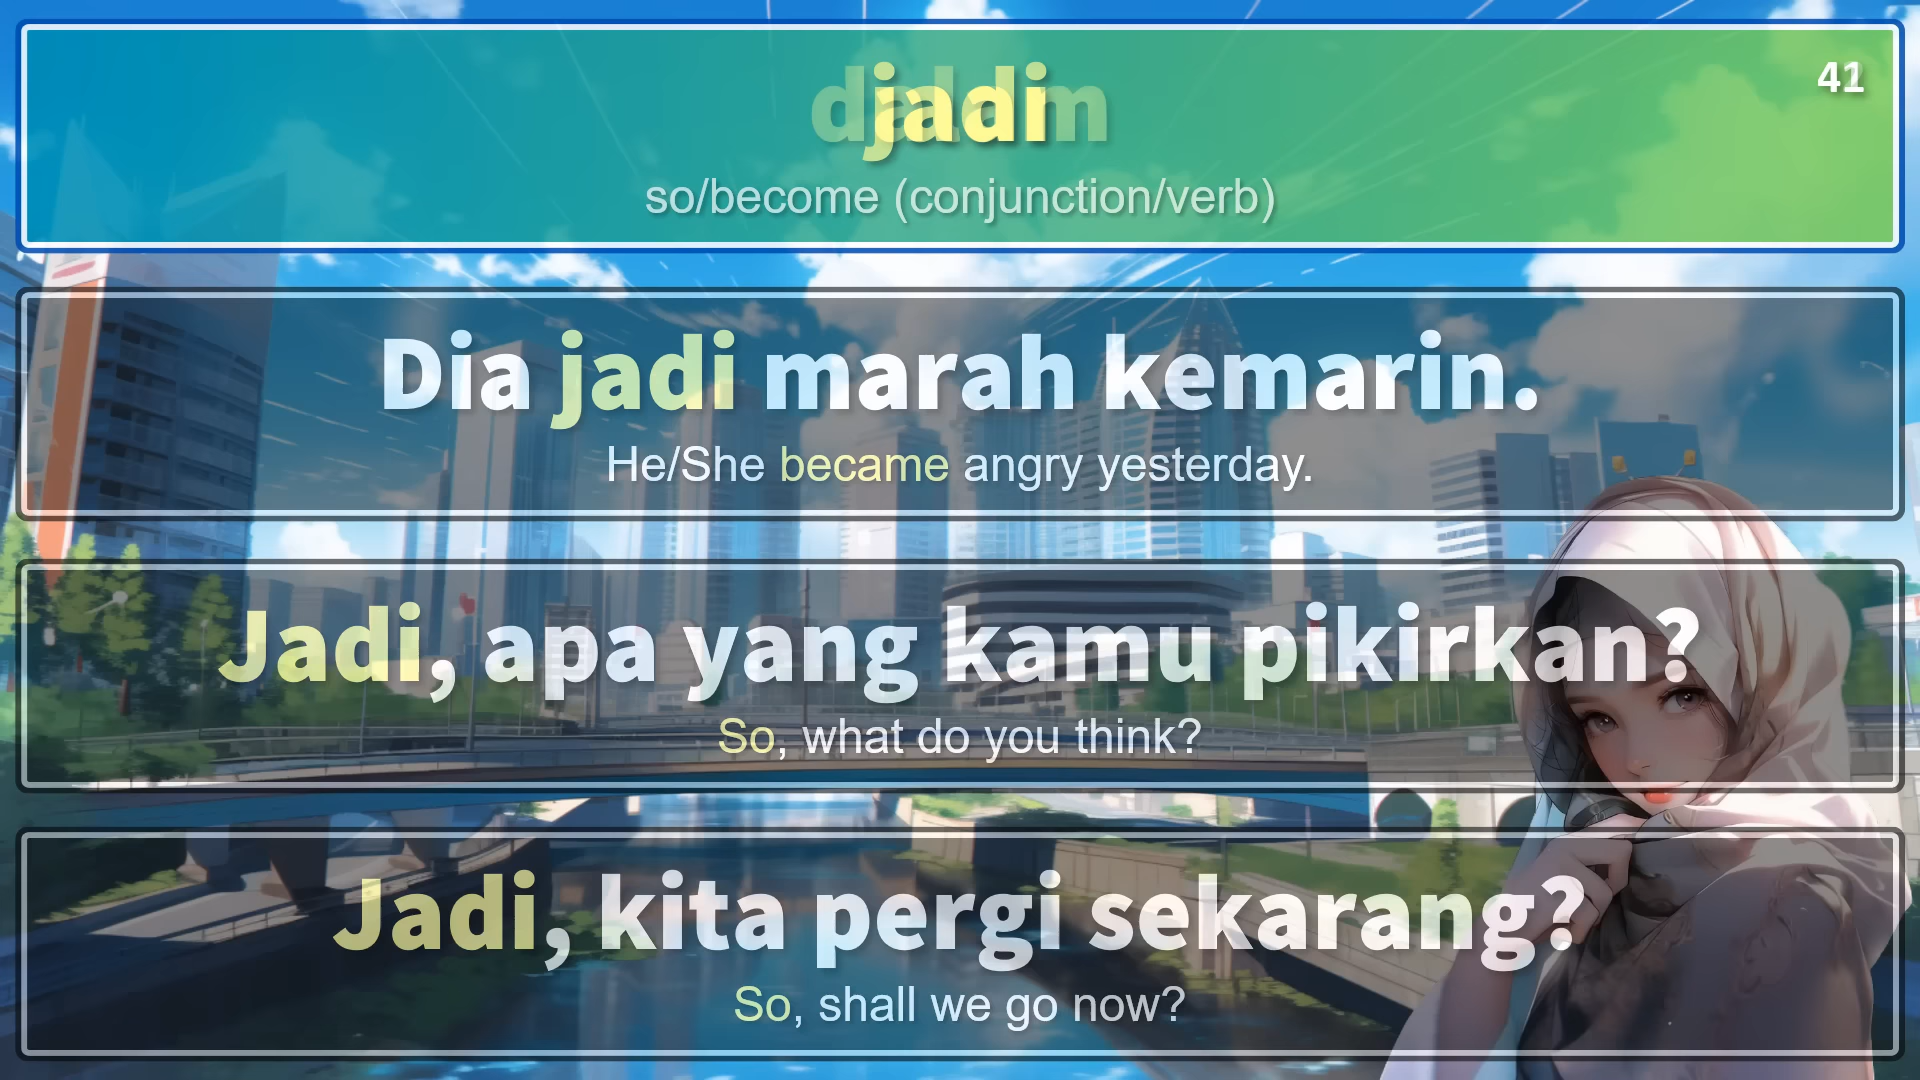 jadi
so/become (conjunction/verb)
Dia jadi marah kemarin.
He/She became angry yesterday.
Jadi, apa yang kamu pikirkan?
So, what do you think?
Jadi, kita pergi sekarang?
So, shall we go now?